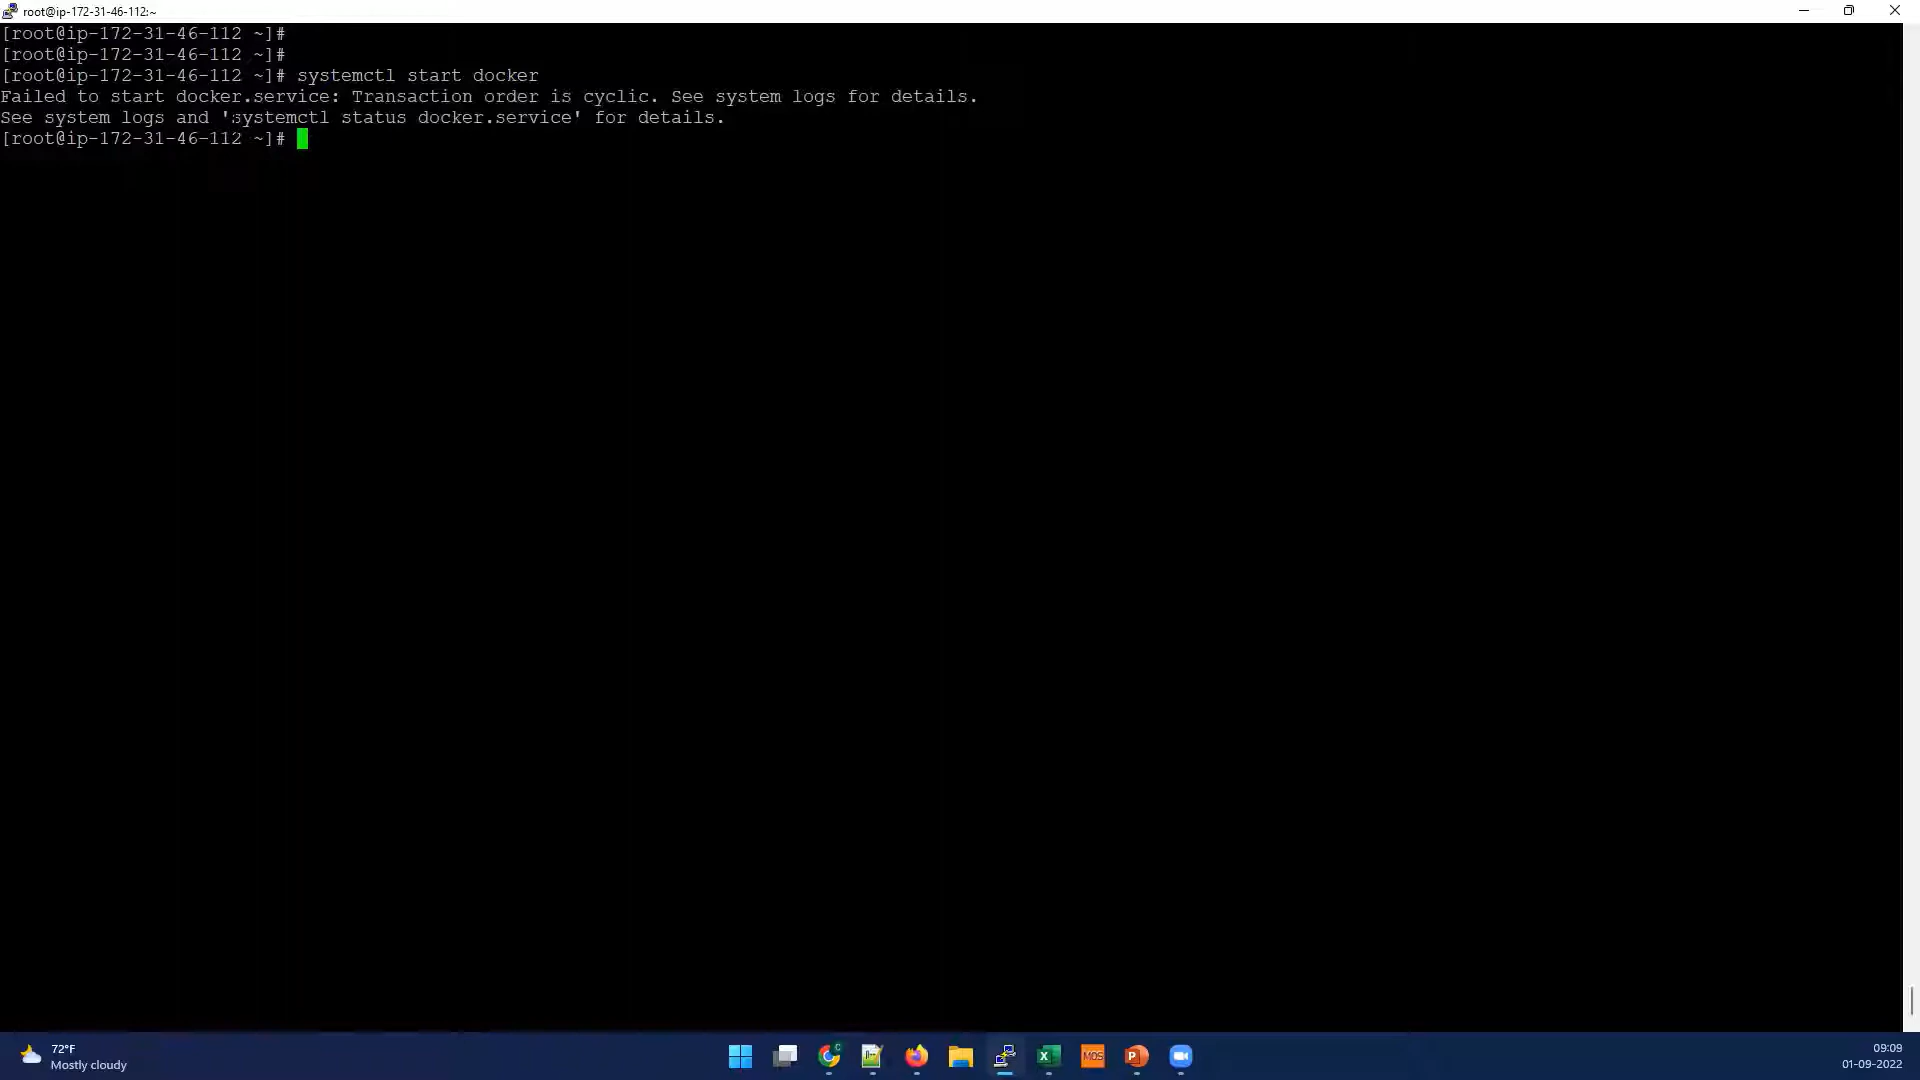 root@ip-172-31-46-112:~
[root@ip-172-31-46-112 ~]#
[root@ip-172-31-46-112 ~]#
[root@ip-172-31-46-112 ~]# systemctl start docker
Failed to start docker.service: Transaction order is cyclic. See system logs for details.
See system logs and 'systemctl status docker.service' for details.
[root@ip-172-31-46-112 ~]#
72°F
Mostly cloudy
C
X
MDS
P
09:09
01-09-2022